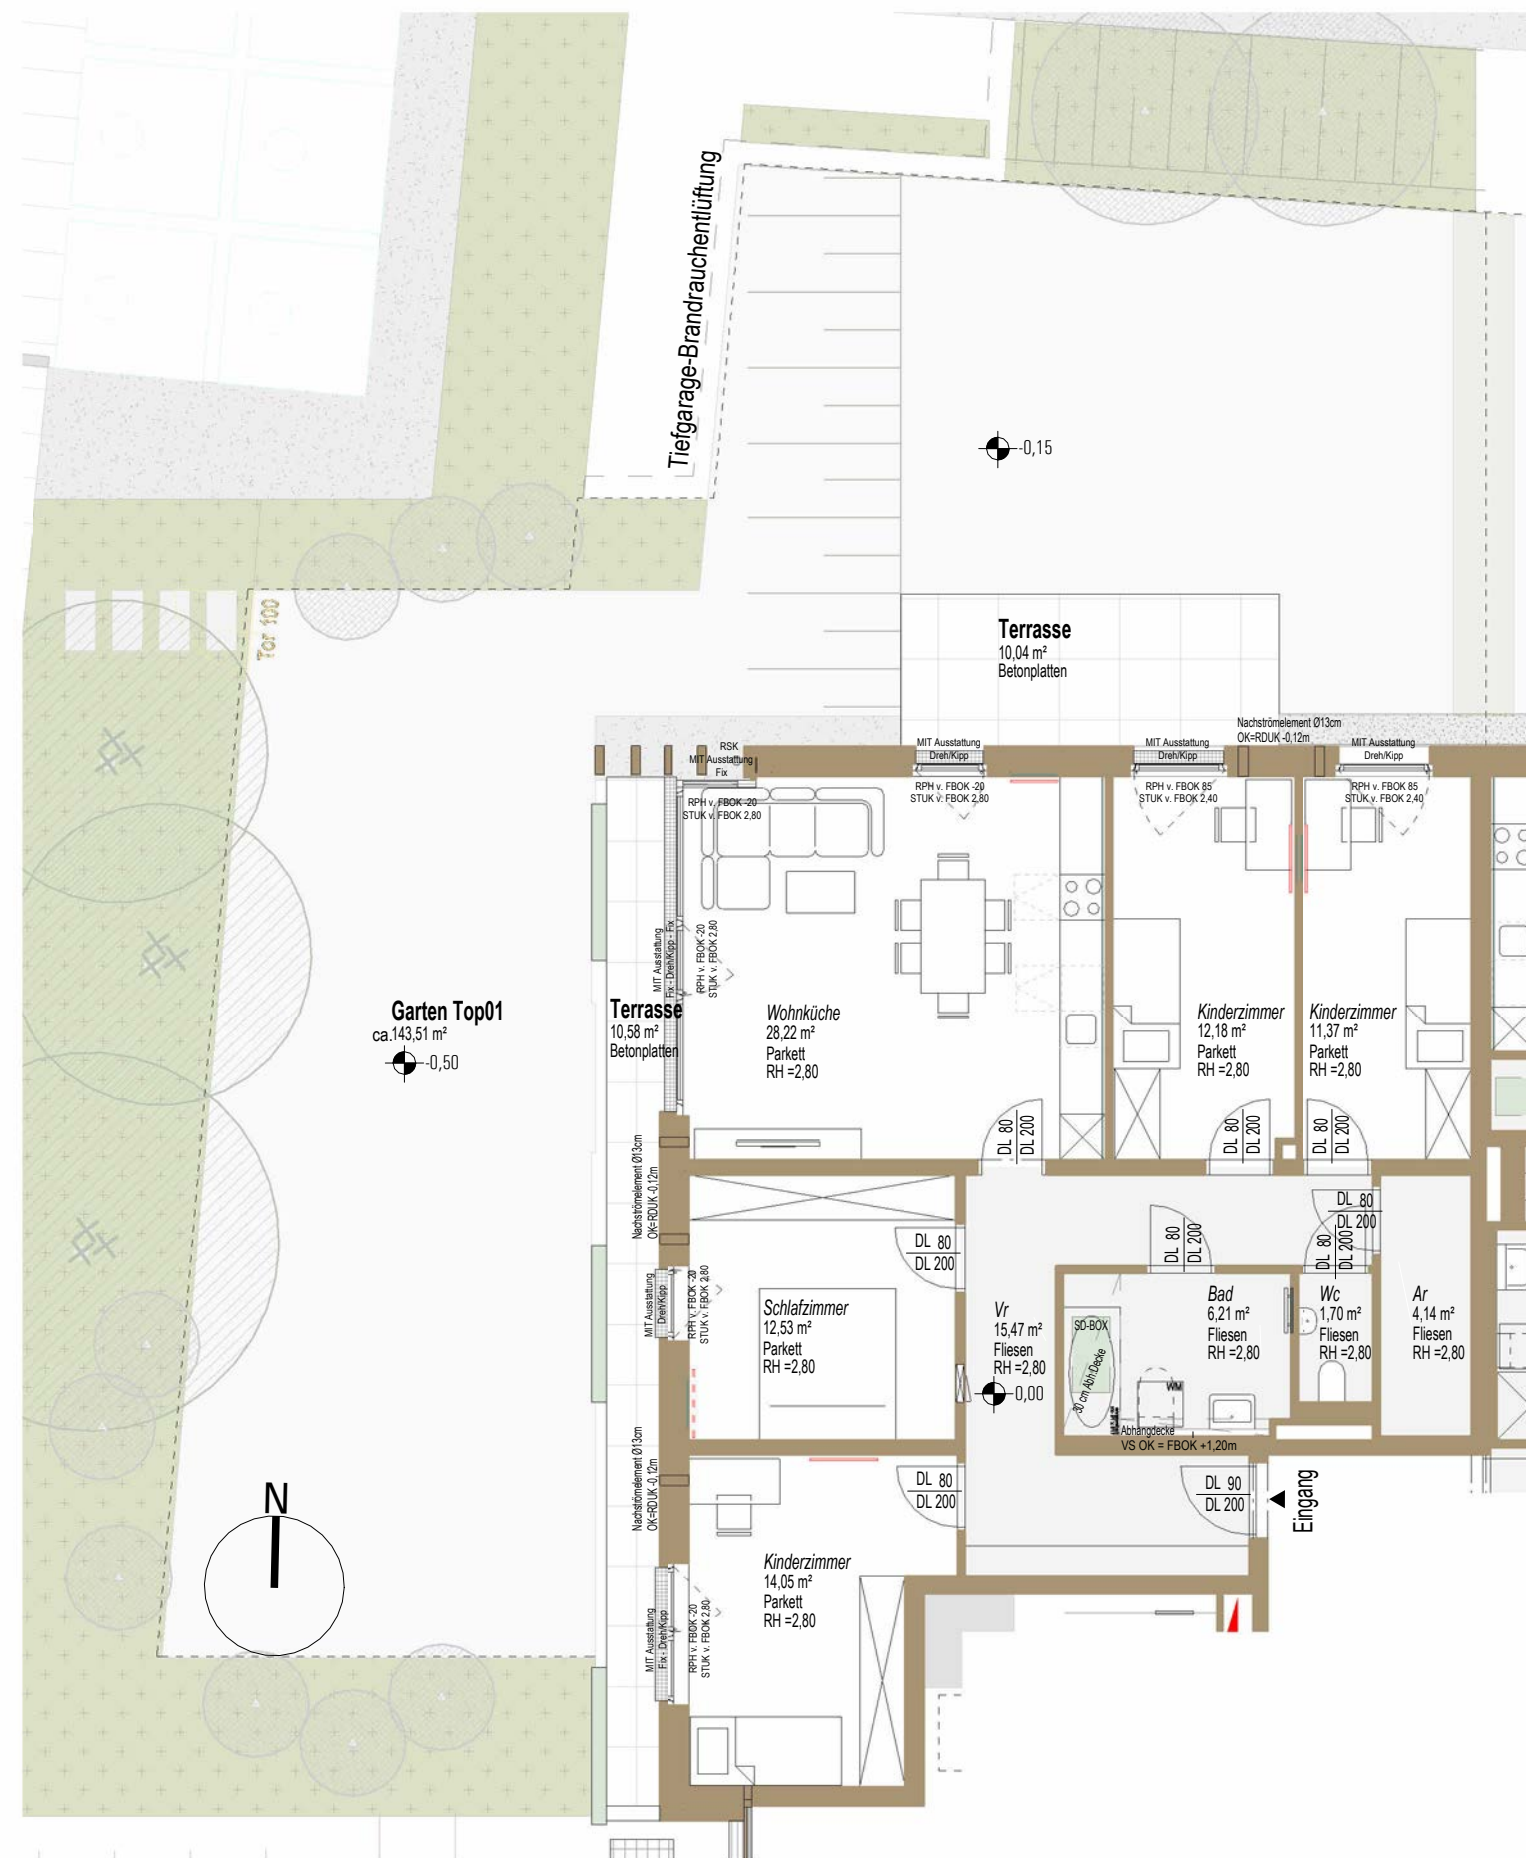 Tiefgarage-Brandrauchentlüftung
-0,15
Tor 100
Terrasse
10,04 m²
Betonplatten
Nachströmelement Ø13cm
OK=RDUK -0,12m
RSK
MIT Ausstattung
Fix
RPH v. FBOK -20
STUK v. FBOK 2,80
MIT Ausstattung
Dreh/Kipp
RPH v. FBOK -20
STUK v. FBOK 2,80
MIT Ausstattung
Dreh/Kipp
RPH v. FBOK 85
STUK v. FBOK 2,40
MIT Ausstattung
Dreh/Kipp
RPH v. FBOK 85
STUK v. FBOK 2,40
MIT Ausstattung
Fix - Dreh/Kipp - Fix
RPH v. FBOK -20
STUK v. FBOK 2,80
Garten Top01
ca.143,51 m²
-0,50
Terrasse
10,58 m²
Betonplatten
Wohnküche
28,22 m²
Parkett
RH =2,80
Kinderzimmer
12,18 m²
Parkett
RH =2,80
Kinderzimmer
11,37 m²
Parkett
RH =2,80
DL 80
DL 200
DL 80
DL 200
DL 80
DL 200
Nachströmelement Ø13cm
OK=RDUK -0,12m
DL 80
DL 200
DL 80
DL 200
DL 80
DL 200
DL 80
DL 200
MIT Ausstattung
Dreh/Kipp
RPH v. FBOK -20
STUK v. FBOK 2,80
Schlafzimmer
12,53 m²
Parkett
RH =2,80
Vr
15,47 m²
Fliesen
RH =2,80
0,00
SD-BOX
30 cm Abh.Decke
WM
Bad
6,21 m²
Fliesen
RH =2,80
Wc
1,70 m²
Fliesen
RH =2,80
Ar
4,14 m²
Fliesen
RH =2,80
Abhangdecke
VS OK = FBOK +1,20m
Nachströmelement Ø13cm
OK=RDUK -0,12m
DL 80
DL 200
DL 90
DL 200
Eingang
N
MIT Ausstattung
Fix - Dreh/Kipp
RPH v. FBOK -20
STUK v. FBOK 2,80
Kinderzimmer
14,05 m²
Parkett
RH =2,80